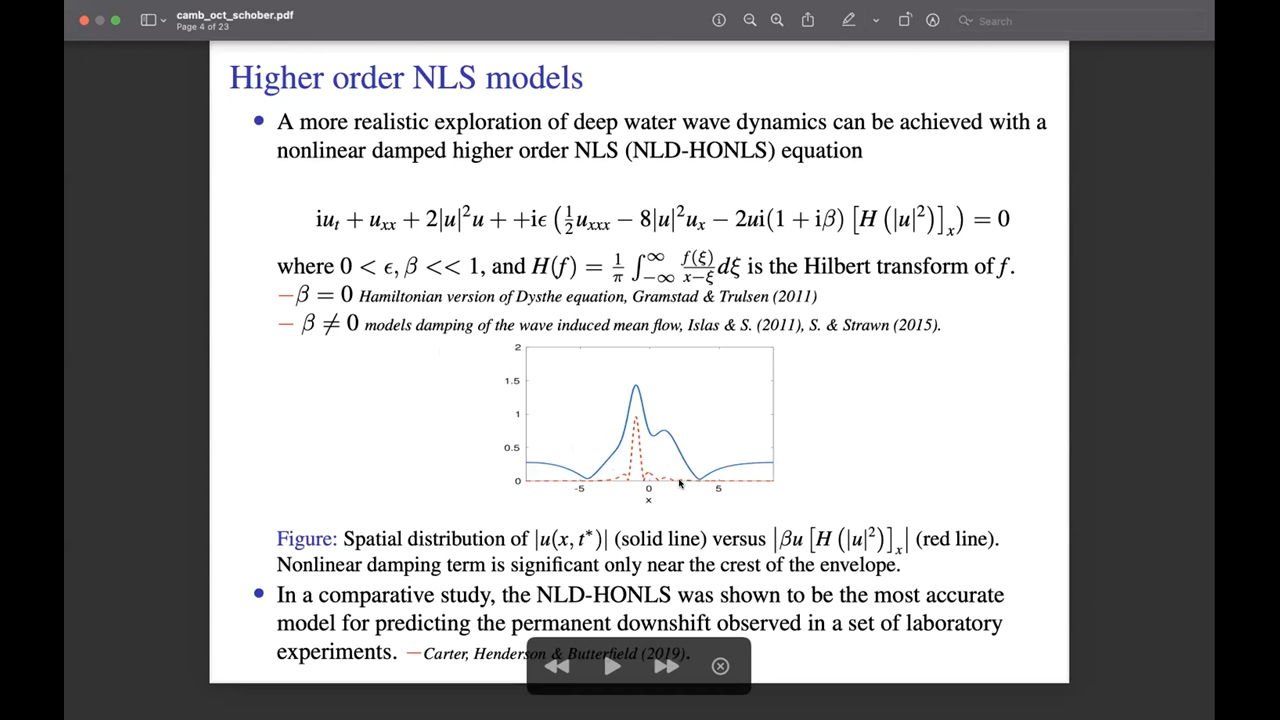 camb_oct_schober.pdf
Page 4 of 23
Search
Higher order NLS models
• A more realistic exploration of deep water wave dynamics can be achieved with a
nonlinear damped higher order NLS (NLD-HONLS) equation
iu_t + u_xx + 2|u|²u + +iϵ (½u_xxx − 8|u|²u_x − 2ui(1 + iβ) [H (|u|²)]_x) = 0
where 0 < ϵ, β << 1, and H(f) = 1/π ∫_{−∞}^{∞} f(ξ)/(x−ξ) dξ is the Hilbert transform of f.
−β = 0 Hamiltonian version of Dysthe equation, Gramstad & Trulsen (2011)
− β ≠ 0 models damping of the wave induced mean flow, Islas & S. (2011), S. & Strawn (2015).
2
1.5
1
0.5
0
-5 0 5
x
Figure: Spatial distribution of |u(x, t*)| (solid line) versus |βu [H (|u|²)]_x| (red line).
Nonlinear damping term is significant only near the crest of the envelope.
• In a comparative study, the NLD-HONLS was shown to be the most accurate
model for predicting the permanent downshift observed in a set of laboratory
experiments. −Carter, Henderson & Butterfield (2019).